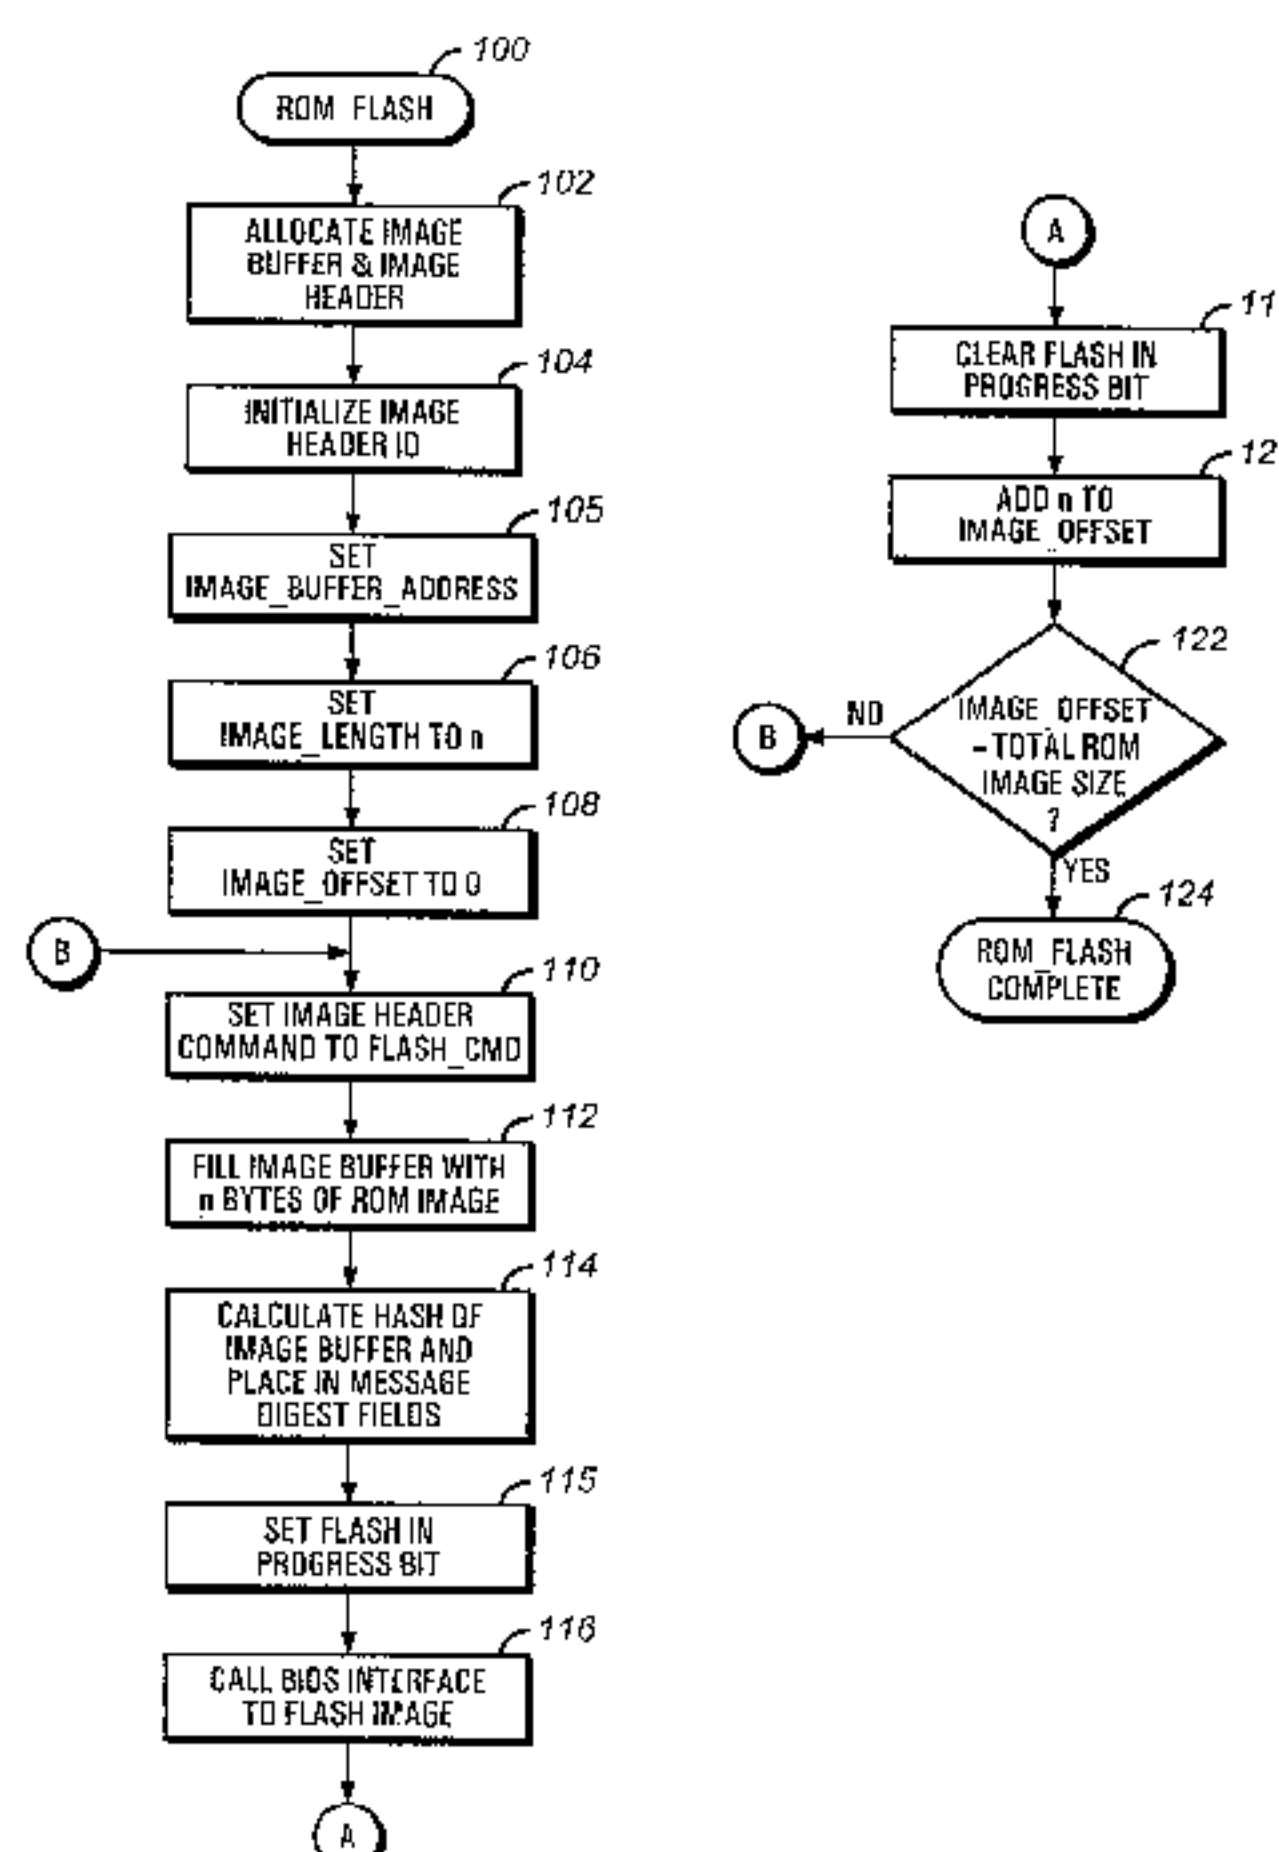 100
ROM_FLASH
102
ALLOCATE IMAGE
BUFFER & IMAGE
HEADER
104
INITIALIZE IMAGE
HEADER ID
105
SET
IMAGE_BUFFER_ADDRESS
106
SET
IMAGE_LENGTH TO n
108
SET
IMAGE_OFFSET TO 0
B
110
SET IMAGE HEADER
COMMAND TO FLASH_CMD
112
FILL IMAGE BUFFER WITH
n BYTES OF ROM IMAGE
114
CALCULATE HASH OF
IMAGE BUFFER AND
PLACE IN MESSAGE
DIGEST FIELDS
115
SET FLASH IN
PROGRESS BIT
116
CALL BIOS INTERFACE
TO FLASH IMAGE
A
A
11
CLEAR FLASH IN
PROGRESS BIT
12
ADD n TO
IMAGE_OFFSET
122
IMAGE_OFFSET
=TOTAL ROM
IMAGE SIZE
?
NO
B
YES
124
ROM_FLASH
COMPLETE